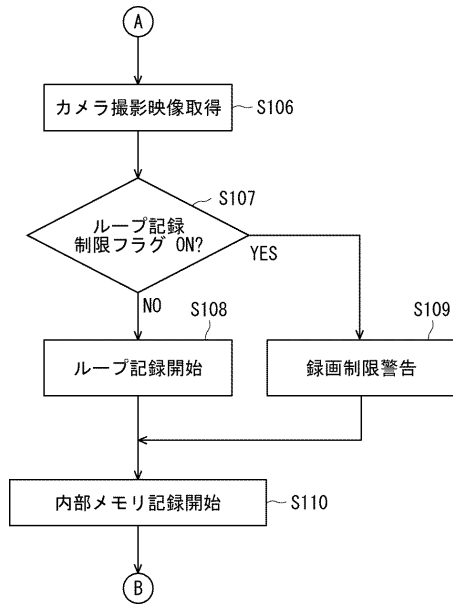 A
カメラ撮影映像取得
S106
S107
ループ記録
制限フラグ ON?
YES
NO
S108
S109
ループ記録開始
録画制限警告
内部メモリ記録開始
S110
B